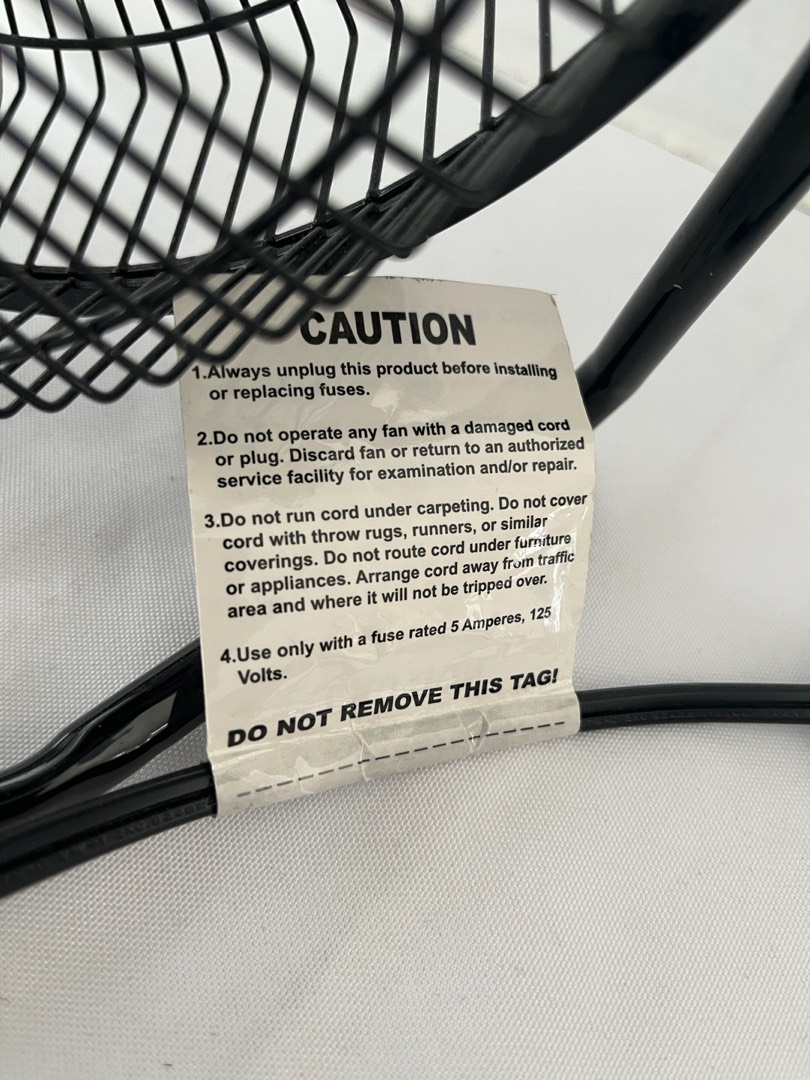 CAUTION
1.Always unplug this product before installing
or replacing fuses.
2.Do not operate any fan with a damaged cord
or plug. Discard fan or return to an authorized
service facility for examination and/or repair.
3.Do not run cord under carpeting. Do not cover
cord with throw rugs, runners, or similar
coverings. Do not route cord under furniture
or appliances. Arrange cord away from traffic
area and where it will not be tripped over.
4.Use only with a fuse rated 5 Amperes, 125
Volts.
DO NOT REMOVE THIS TAG!